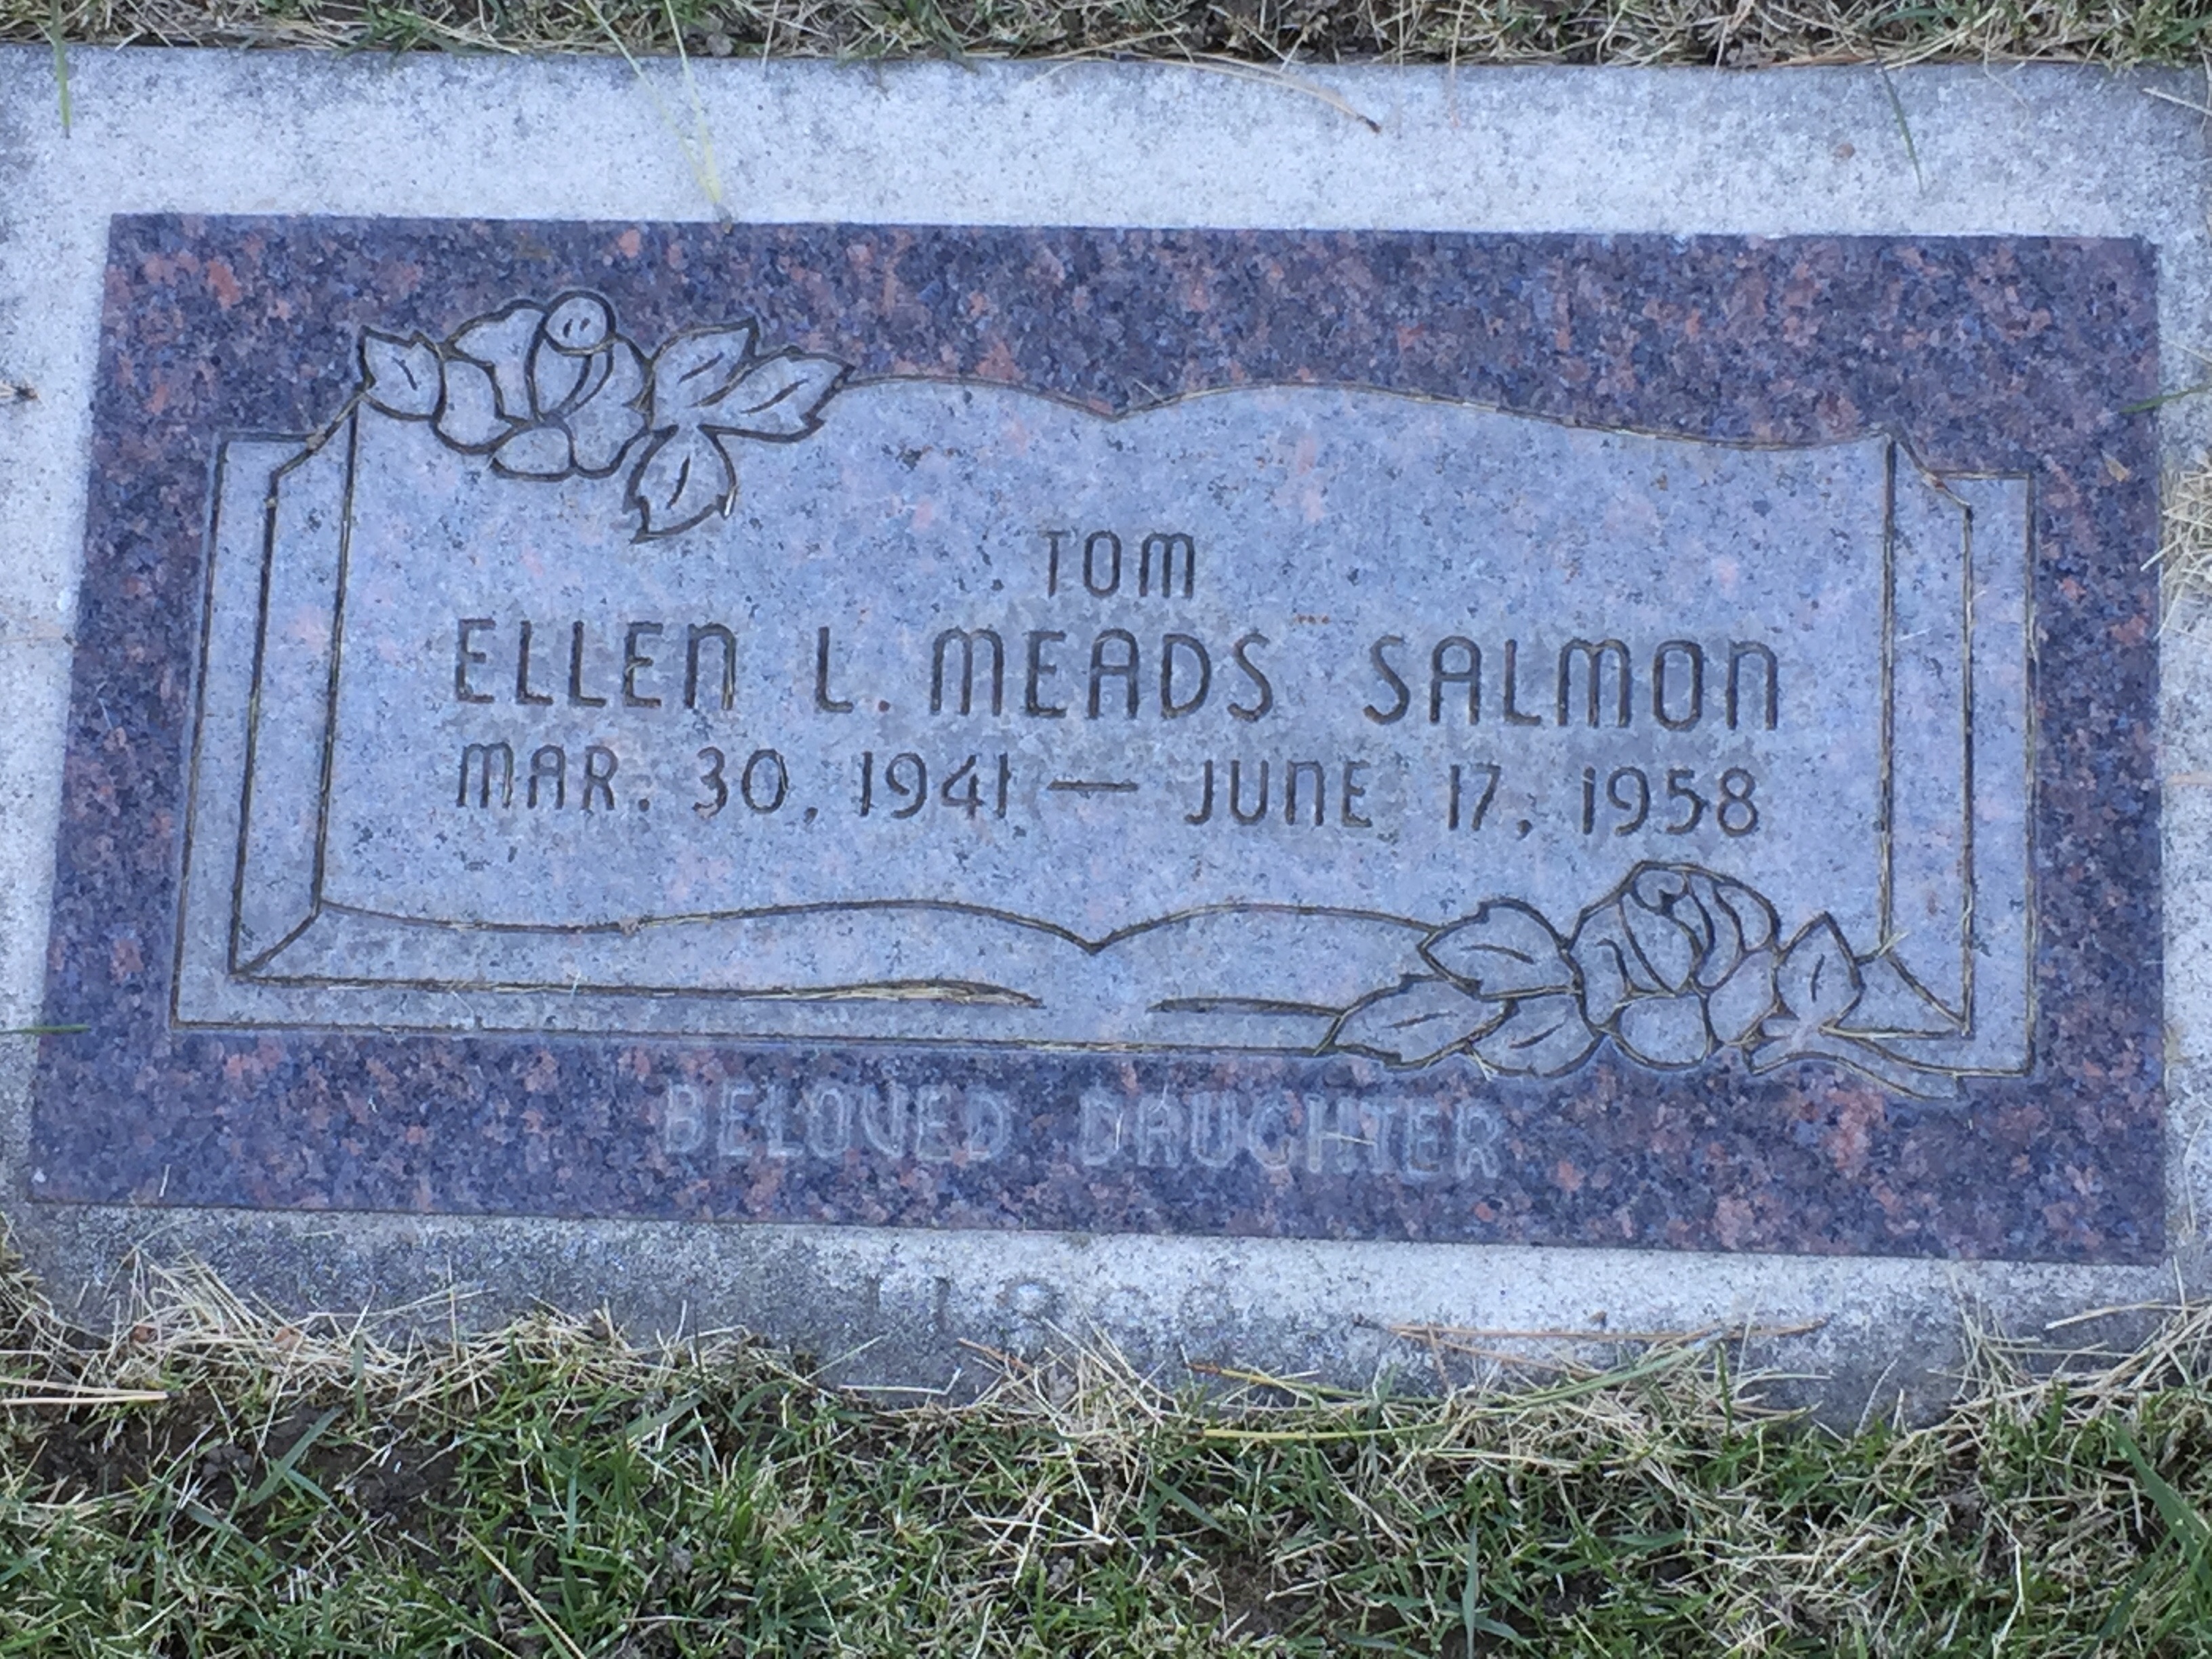 TOM
ELLEN L. MEADS SALMON
MAR. 30, 1941 — JUNE 17, 1958
BELOVED DAUGHTER